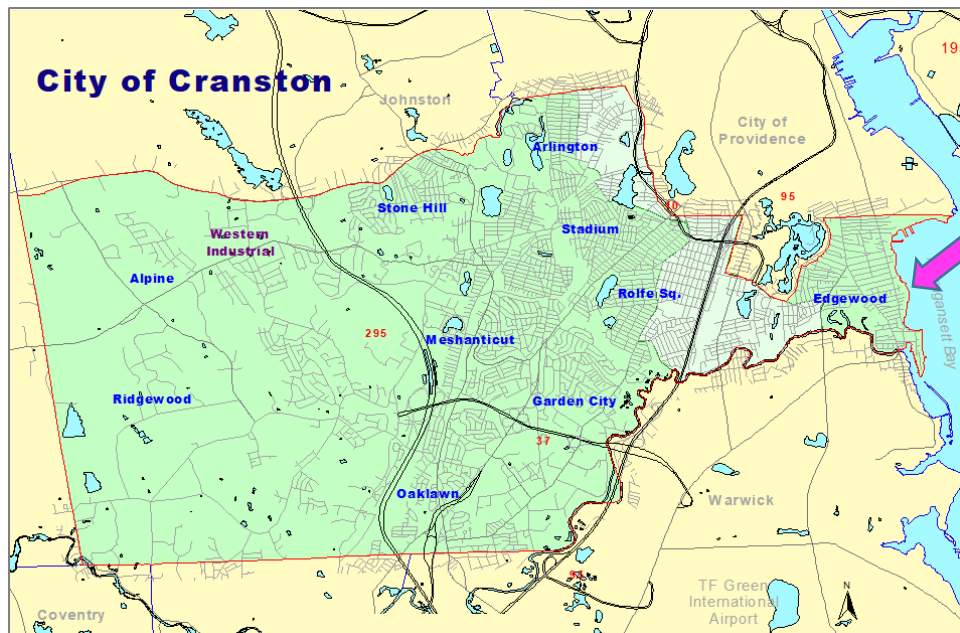 19
City of Cranston
Johnston
City of
Providence
Arlington
95
10
Stone Hill
Stadium
Western
Industrial
Alpine
Rolfe Sq.
Edgewood
295
Meshanticut
Bay
Ridgewood
Garden City
37
Oaklawn
Warwick
TF Green
International
Airport
N
Coventry